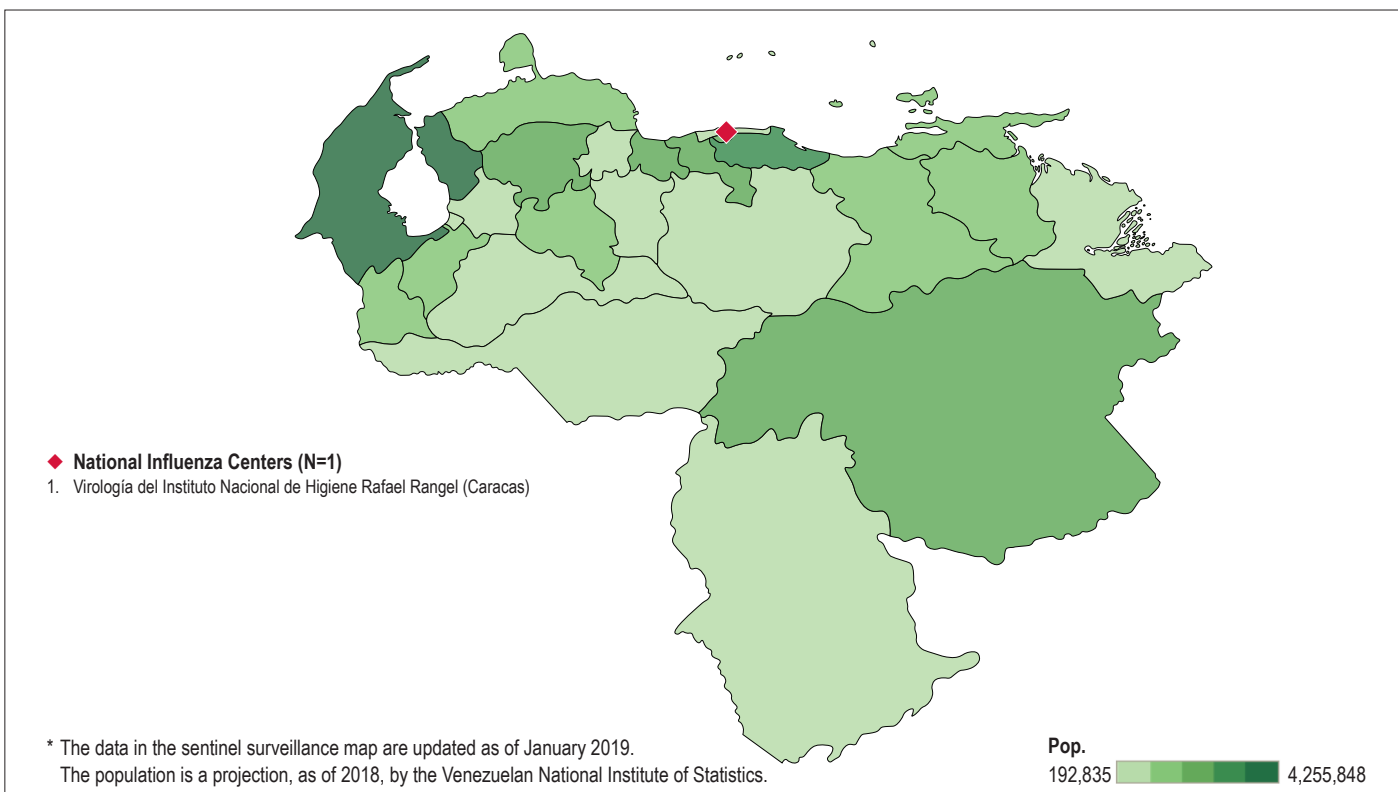 ◆ National Influenza Centers (N=1)
1. Virología del Instituto Nacional de Higiene Rafael Rangel (Caracas)
* The data in the sentinel surveillance map are updated as of January 2019.
The population is a projection, as of 2018, by the Venezuelan National Institute of Statistics.
Pop.
192,835 4,255,848